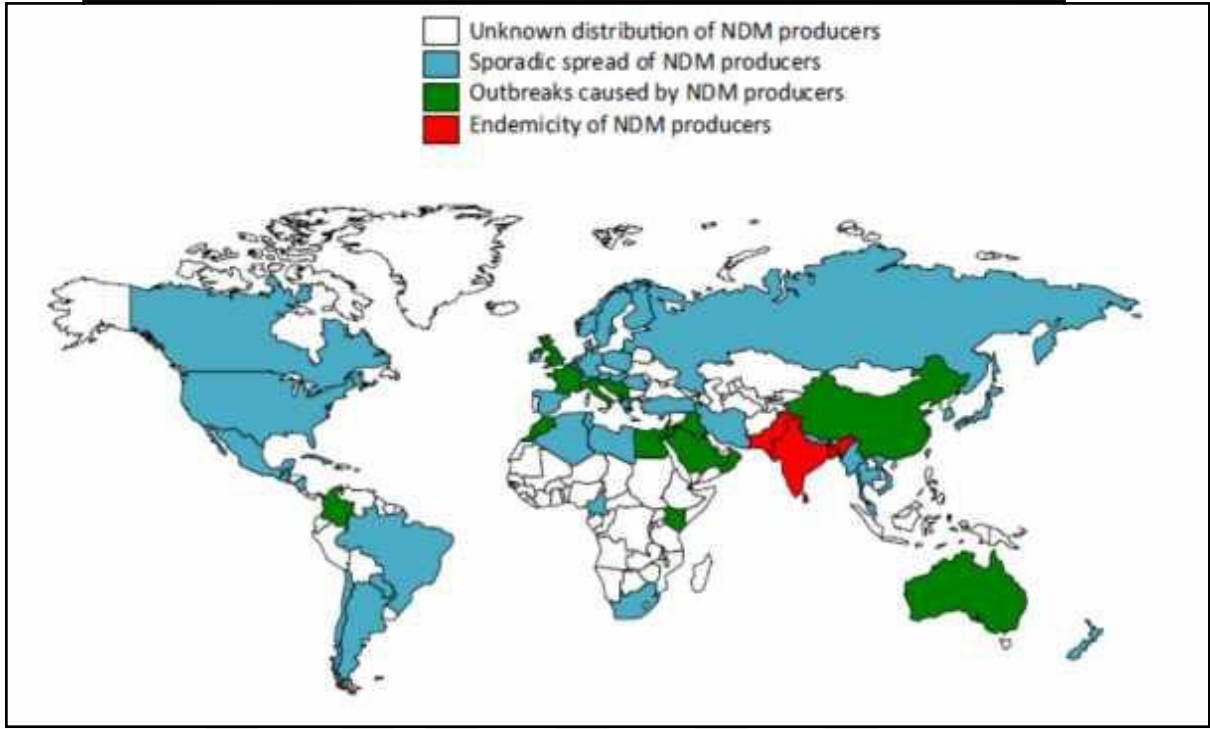 Unknown distribution of NDM producers
Sporadic spread of NDM producers
Outbreaks caused by NDM producers
Endemicity of NDM producers